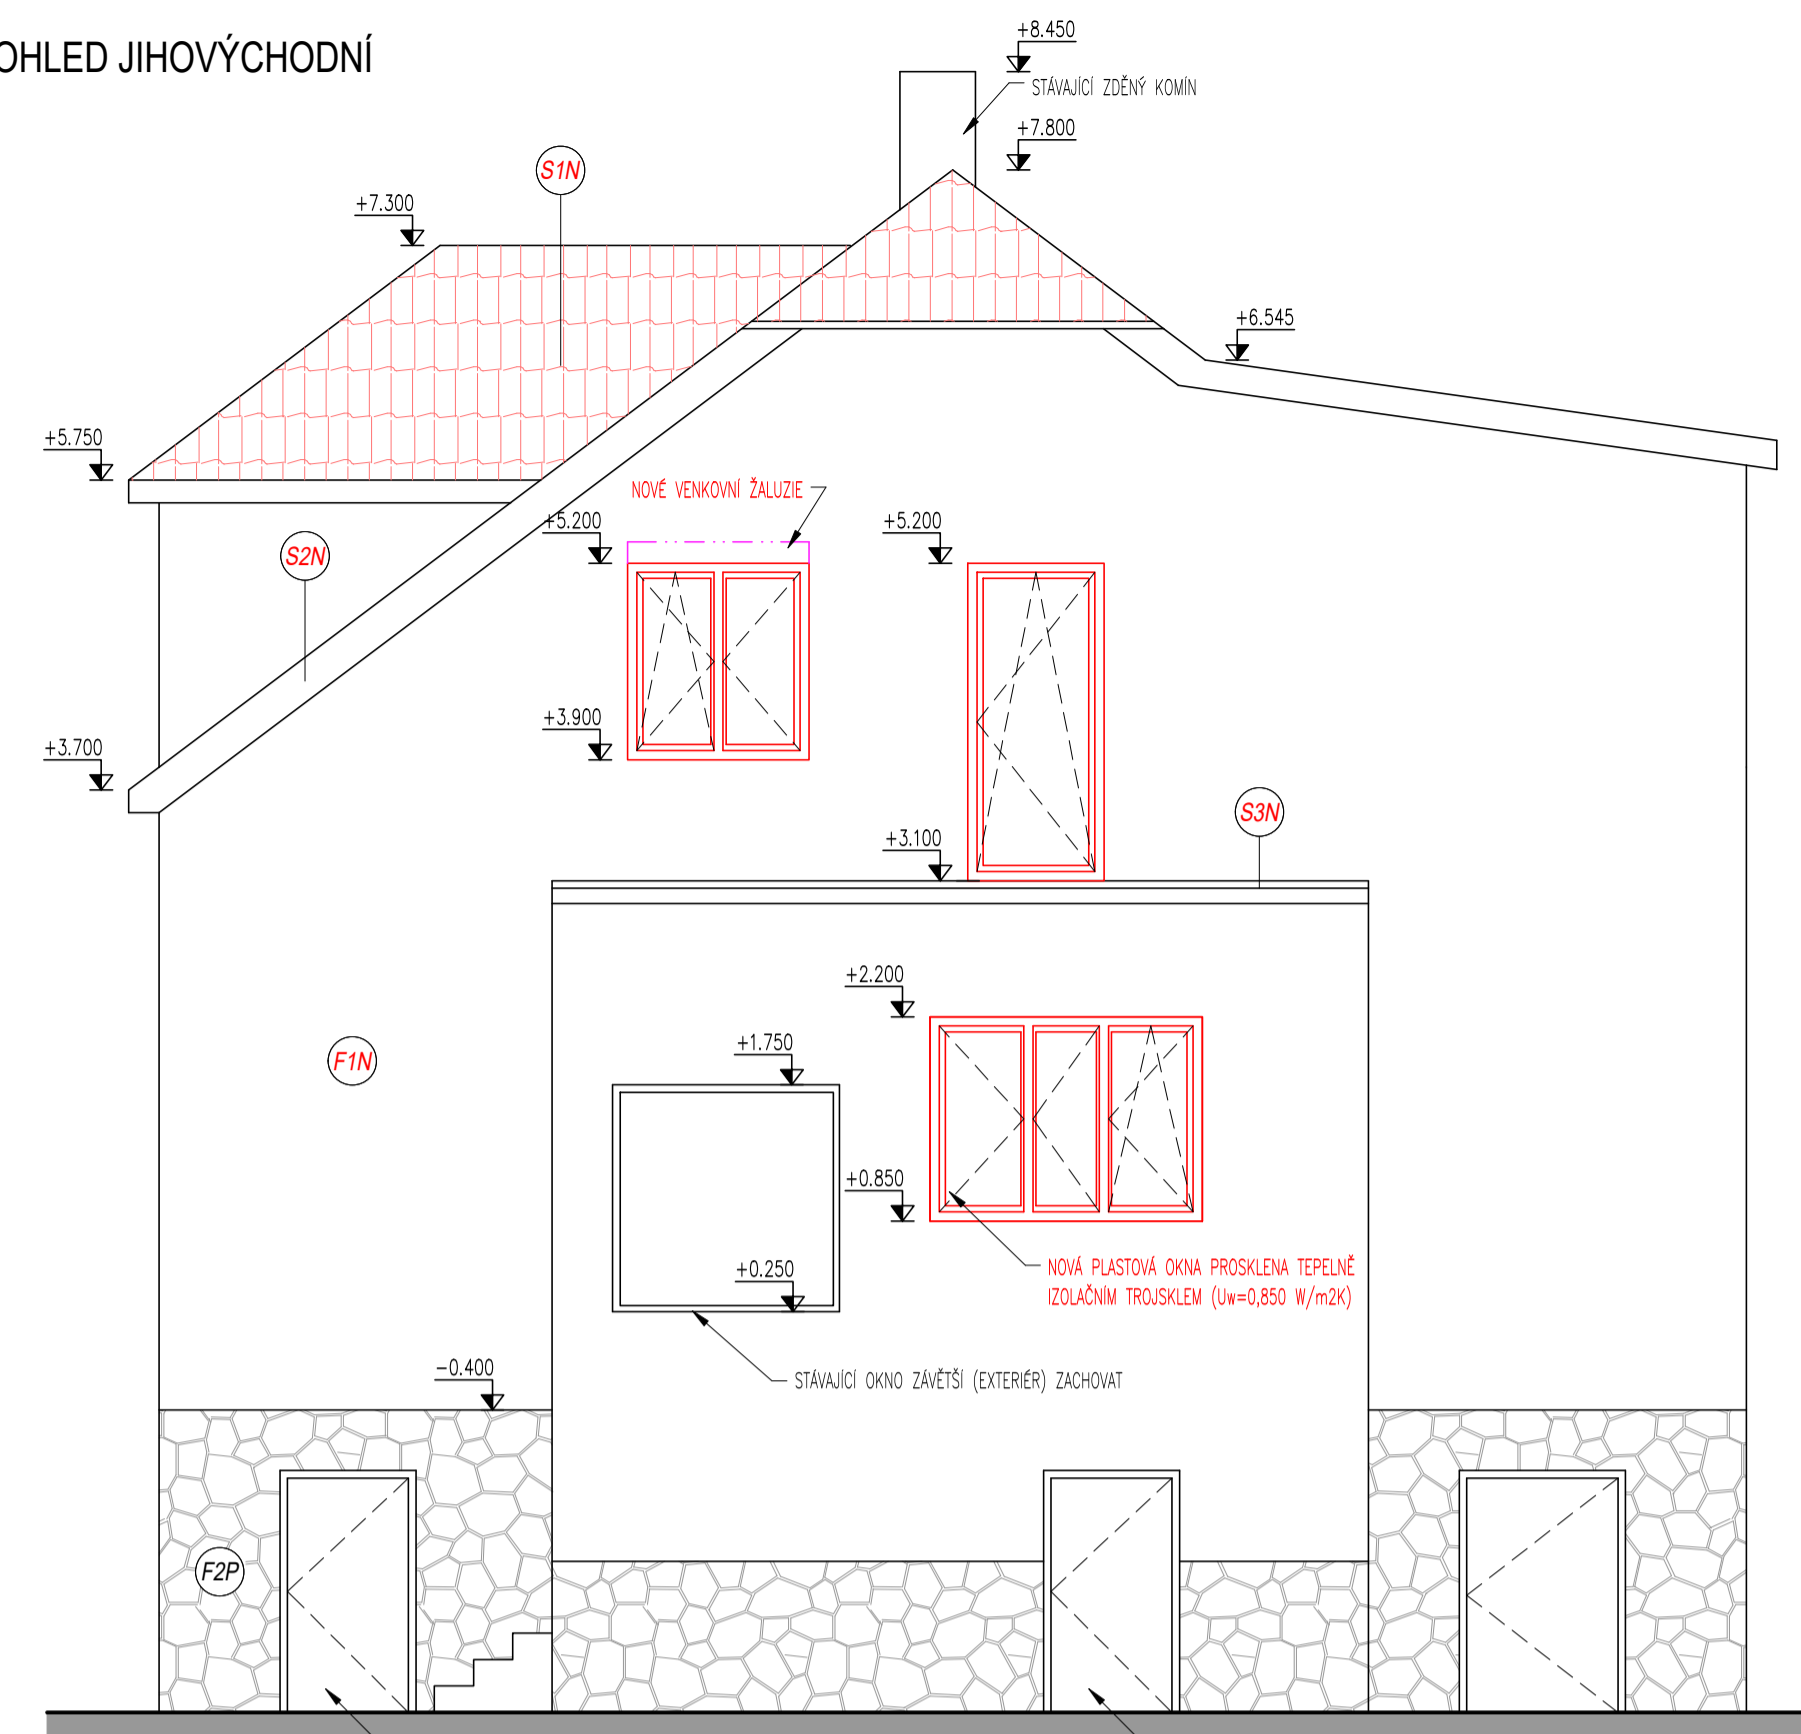 OHLED JIHOVÝCHODNÍ
+8.450
STÁVAJÍCÍ ZDĚNÝ KOMÍN
+7.800
S1N
+7.300
+6.545
+5.750
NOVÉ VENKOVNÍ ŽALUZIE
+5.200
+5.200
S2N
+3.900
+3.700
S3N
+3.100
+2.200
+1.750
F1N
+0.850
+0.250
NOVÁ PLASTOVÁ OKNA PROSKLENA TEPELNĚ
IZOLAČNÍM TROJSKLEM (Uw=0,850 W/m2K)
-0.400
STÁVAJÍCÍ OKNO ZÁVĚTŠÍ (EXTERIÉR) ZACHOVAT
F2P